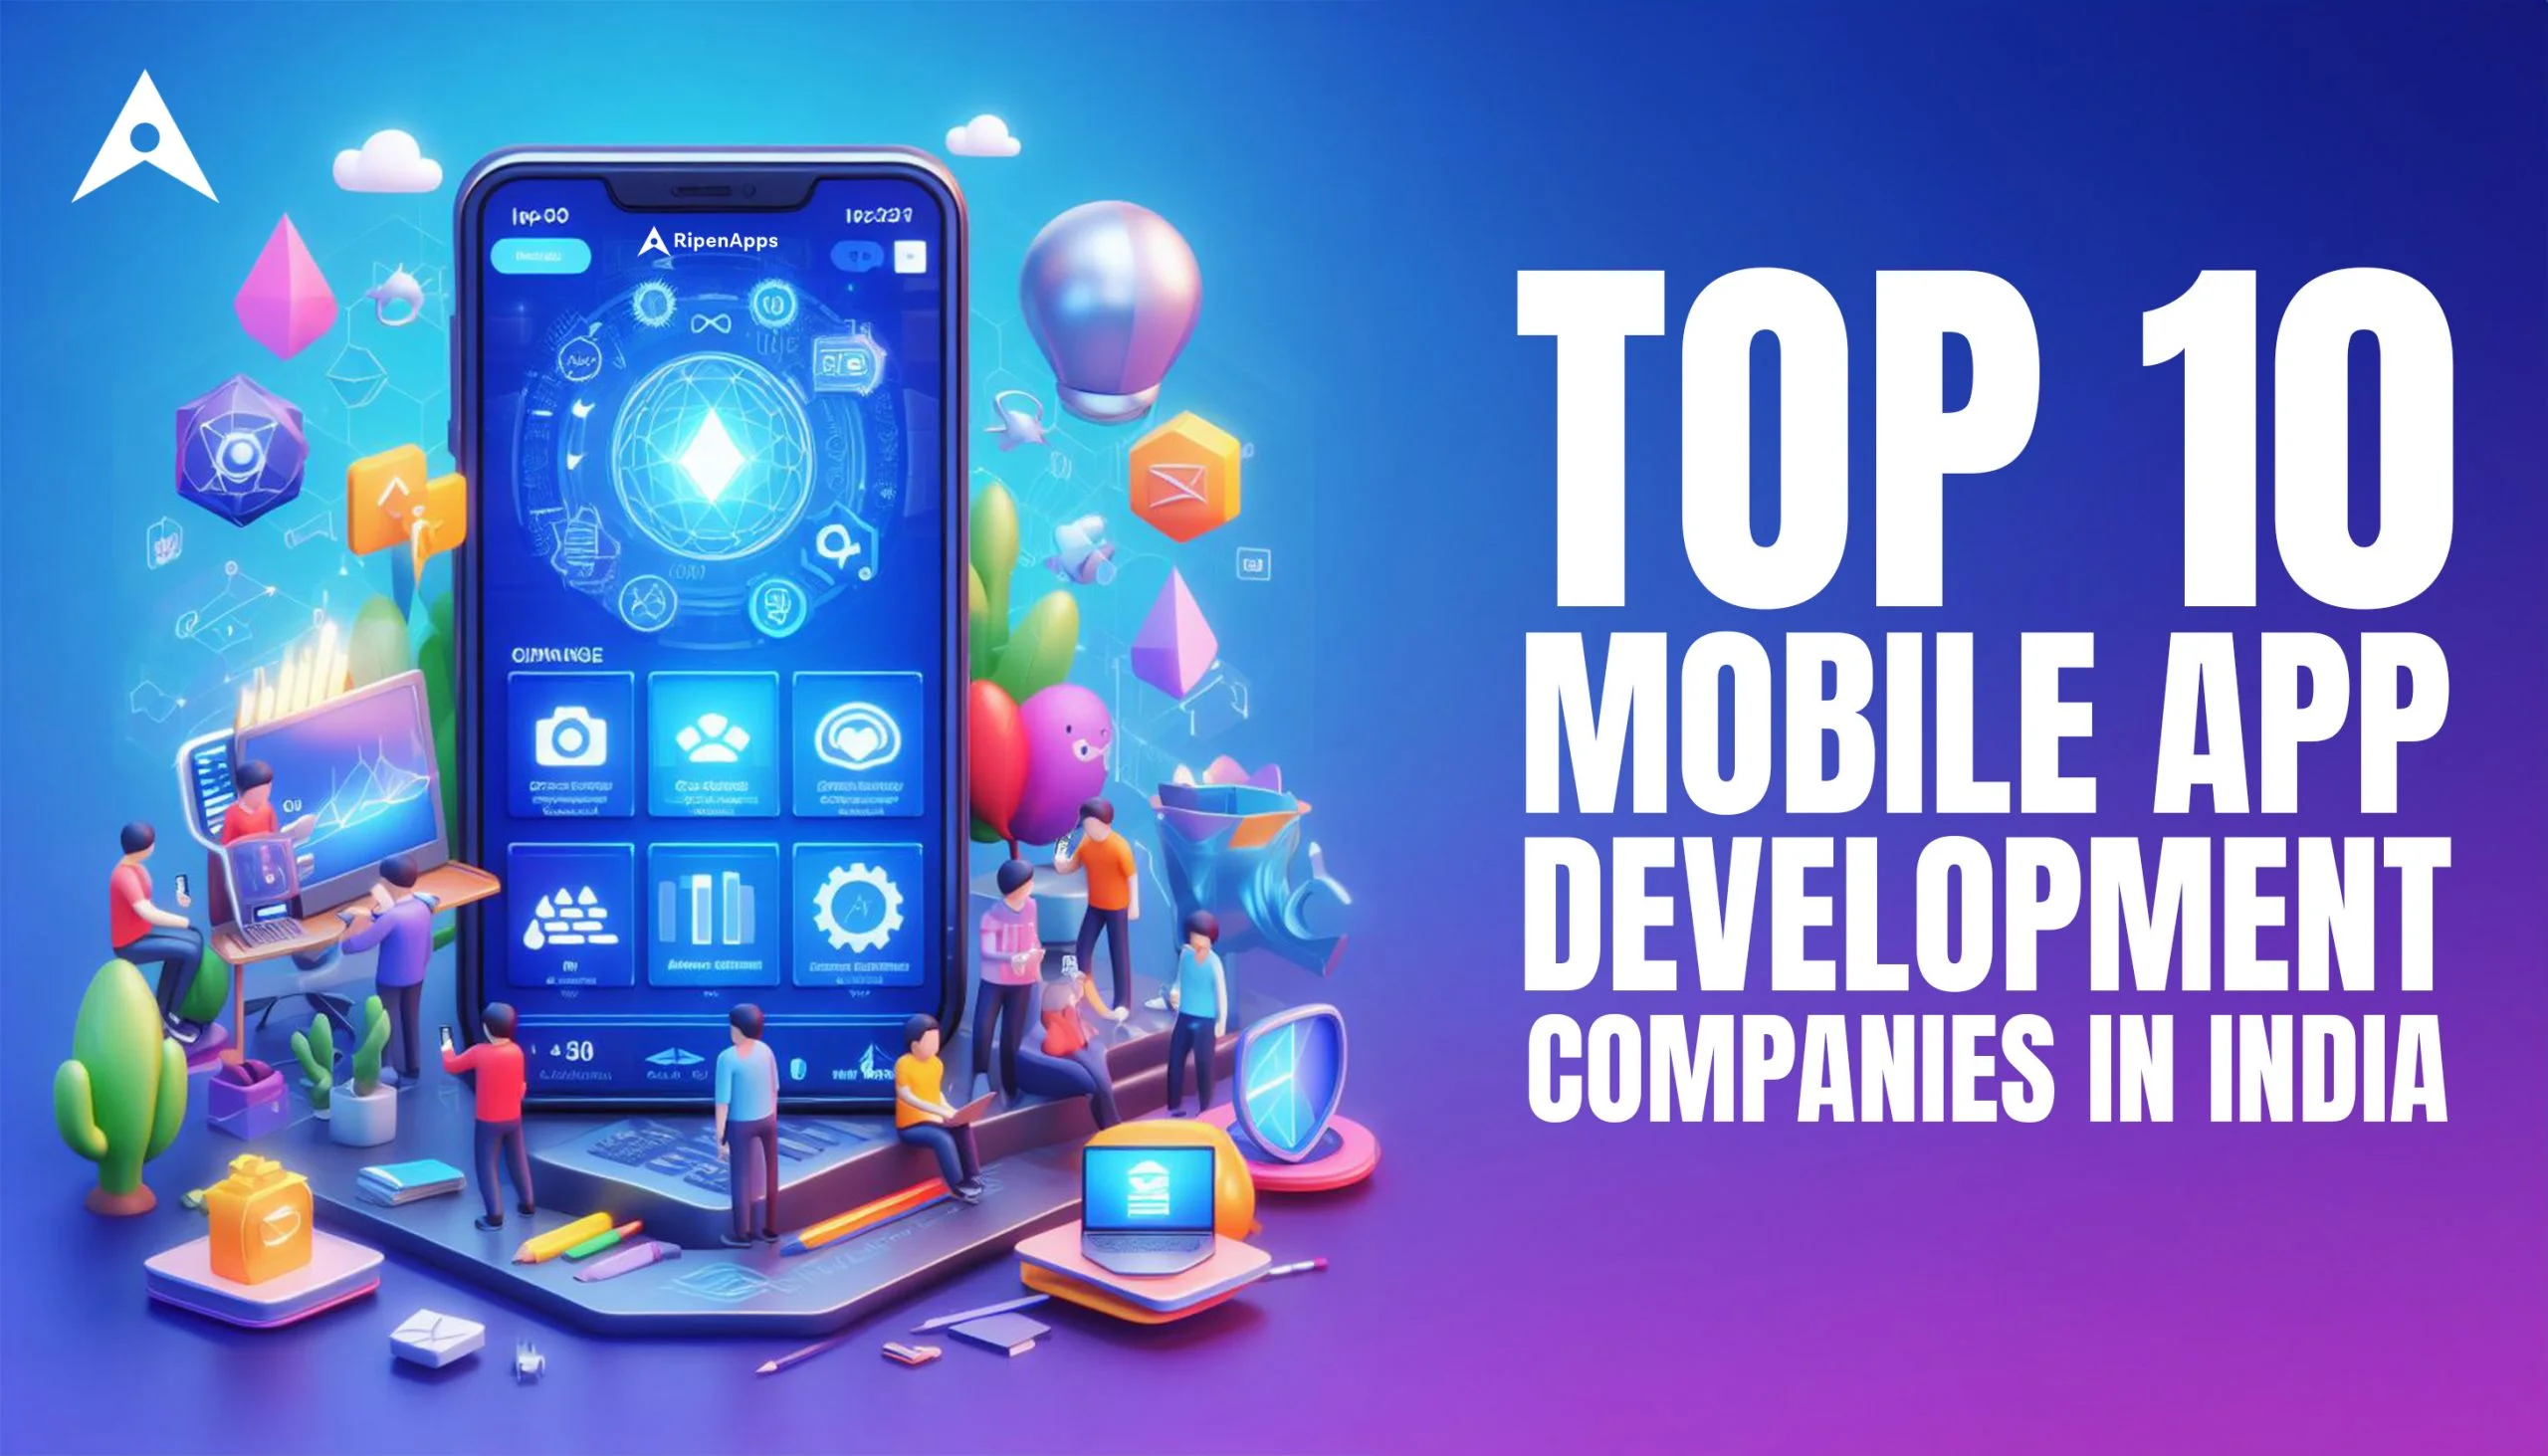 RipenApps
TOP 10
MOBILE APP
DEVELOPMENT
COMPANIES IN INDIA